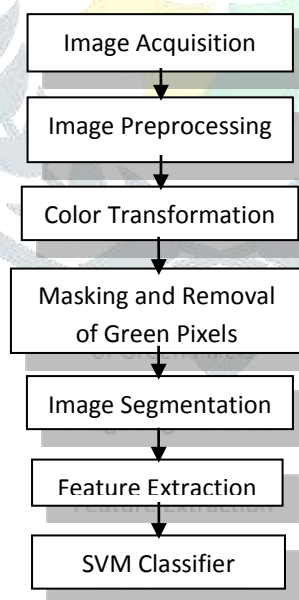 Image Acquisition
Image Preprocessing
Color Transformation
Masking and Removal
of Green Pixels
Image Segmentation
Feature Extraction
SVM Classifier